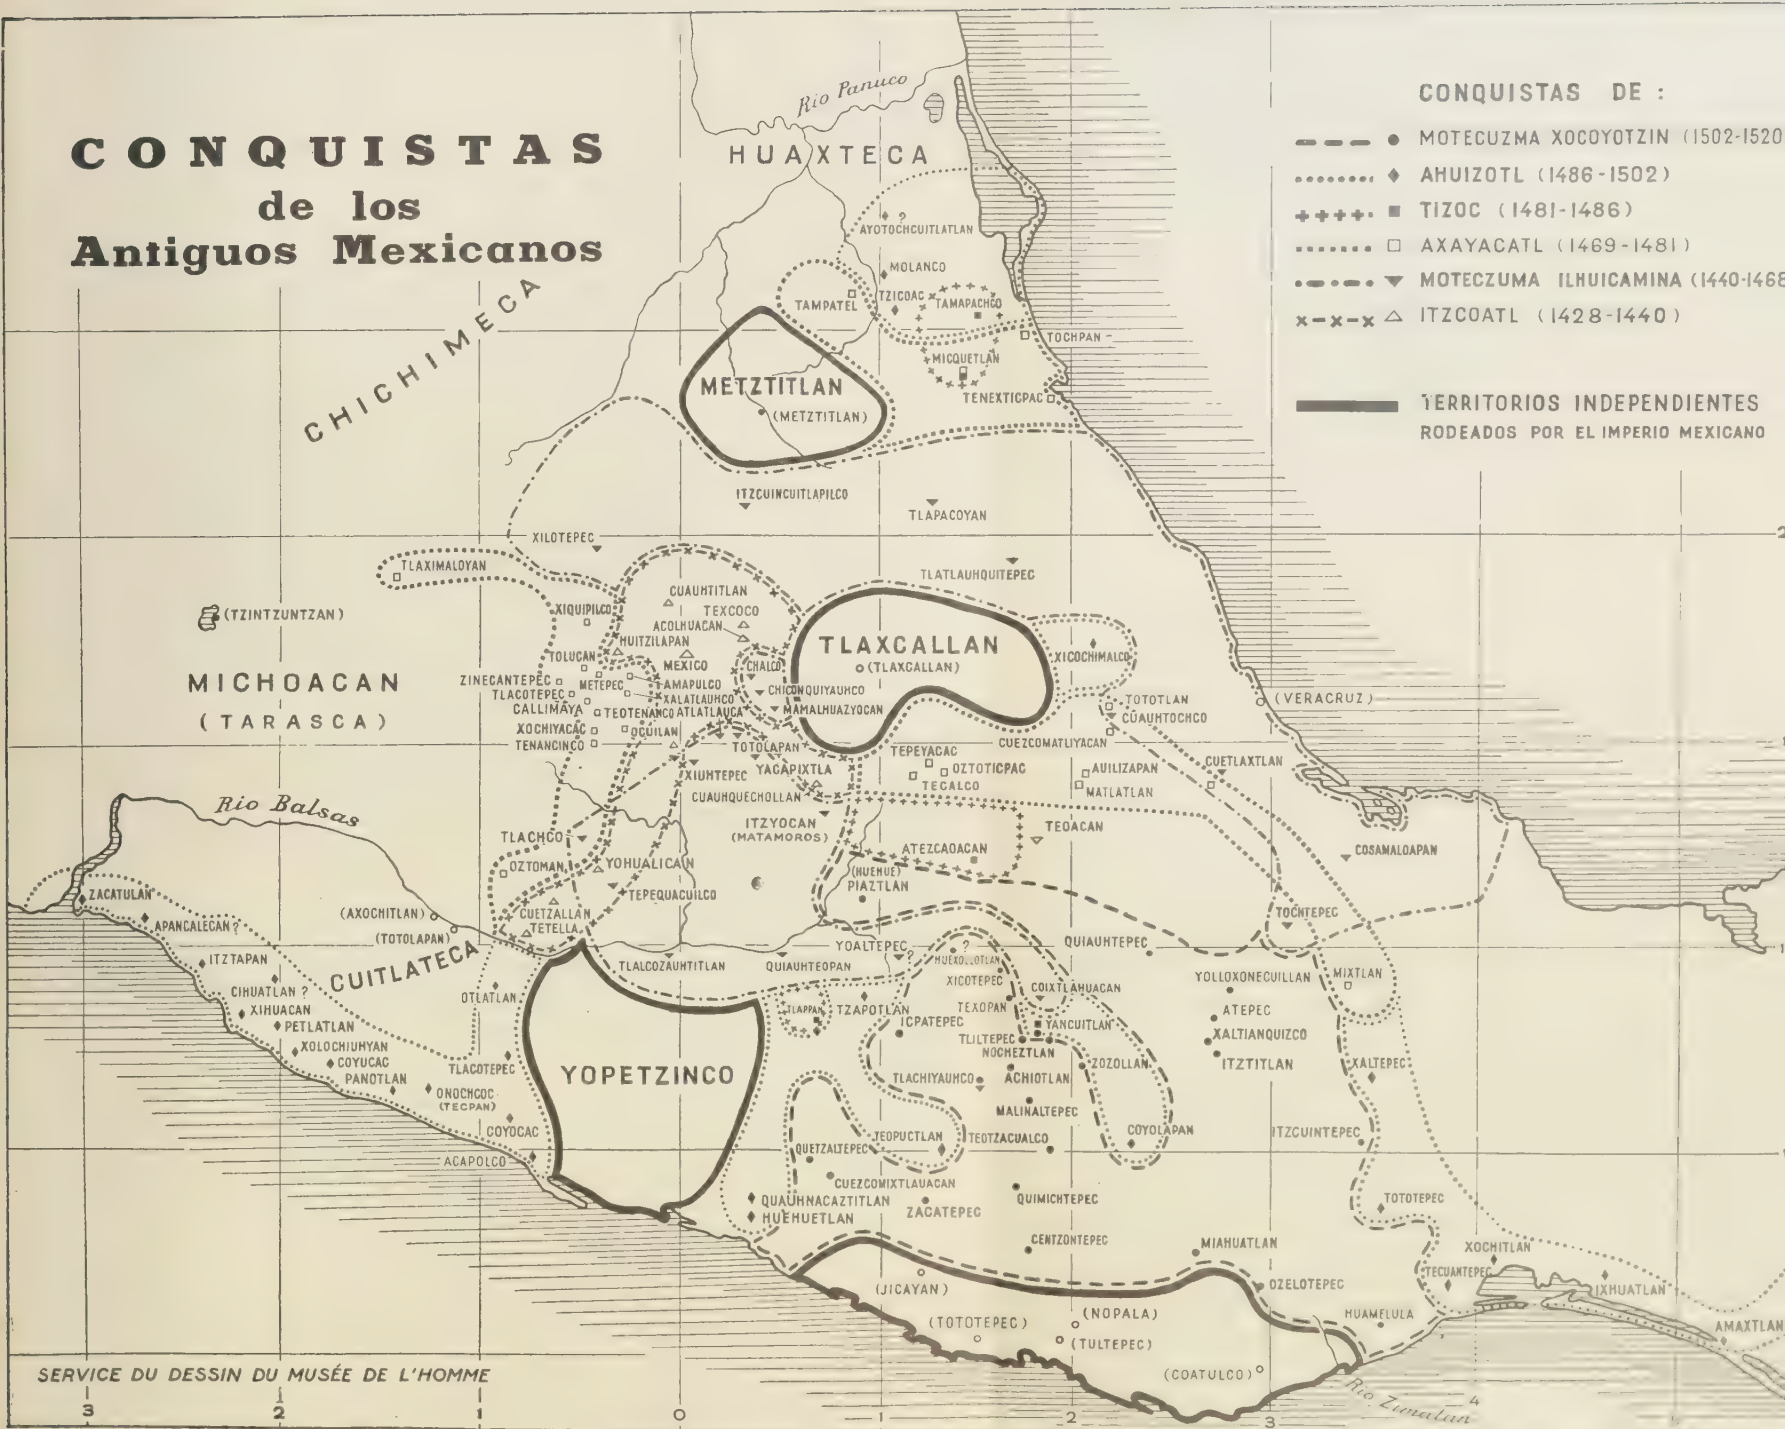 CONQUISTAS
de los
Antiguos Mexicanos
CONQUISTAS DE :
MOTECUZMA XOCOYOTZIN (1502-1520
AHUIZOTL (1486-1502)
TIZOC (1481-1486)
AXAYACATL (1469-1481)
MOTECZUMA ILHUICAMINA (1440-1468
ITZCOATL (1428-1440)
TERRITORIOS INDEPENDIENTES
RODEADOS POR EL IMPERIO MEXICANO
Rio Panuco
HUAXTECA
?
AYOTOCHCUITLATLAN
MOLANCO
TZICOAC
TAMPATEL
TAMAPACHCO
TOCHPAN
MICQUETLAN
TENEXTICPAC
CHICHIMECA
METZTITLAN
(METZTITLAN)
ITZCUINCUITLAPILCO
TLAPACOYAN
XILOTEPEC
TLAXIMALOYAN
TLATLAUHQUITEPEC
CUAUHTITLAN
XIQUIPILCO
TEXCOCO
ACOLHUACAN
(TZINTZUNTZAN)
HUITZILAPAN
TLAXCALLAN
(TLAXCALLAN)
XICOCHIMALCO
TOLUCAN
MEXICO
CHALCO
MICHOACAN
(TARASCA)
ZINECANTEPEC
METEPEC
AMAPULCO
CHICONQUIYAUHCO
TLACOTEPEC
XALATLAUHCO
CALLIMAYA
TEOTENANCO
ATLATLAUCA
MAMALHUAZYOCAN
TOTOTLAN
(VERACRUZ)
CUAUHTOCHCO
XOCHIYACAC
OCUILAN
TENANCINCO
TOTOLAPAN
TEPEYACAC
CUEZCOMATLIYACAN
XIUHTEPEC
YACAPIXTLA
OZTOTICPAC
AUILIZAPAN
CUETLAXTLAN
TECALCO
MATLATLAN
CUAUHQUECHOLLAN
Rio Balsas
ITZYOCAN
(MATAMOROS)
TEOACAN
TLACHCO
ATEZCAOACAN
COSAMALOAPAN
OZTOMAN
YOHUALICAN
(HUEHUE)
PIAZTLAN
TEPEQUACUILCO
ZACATULAN
APANCALECAN ?
(AXOCHITLAN)
CUETZALLAN
TETELLA
TOCHTEPEC
(TOTOLAPAN)
ITZTAPAN
CUITLATECA
YOALTEPEC
?
?
QUIAUHTEPEC
TLALCOZAUHTITLAN
QUIAUHTEOPAN
XICOTEPEC
YOLLOXONECUILLAN
MIXTLAN
CIHUATLAN ?
OTLATLAN
COIXTLAHUACAN
XIHUACAN
TLAPPAN
TZAPOTLAN
TEXOPAN
ATEPEC
PETLATLAN
ICPATEPEC
YANCUITLAN
XALTIANQUIZCO
TLILTEPEC
NOCHEZTLAN
XOLOCHIUHYAN
COYUCAC
TLACOTEPEC
ZOZOLLAN
ITZTITLAN
XALTEPEC
PANOTLAN
YOPETZINCO
TLACHIYAUHCO
ACHIOTLAN
ONOCHCOC
(TECPAN)
MALINALTEPEC
COYOCAC
TEOPUCTLAN
TEOTZACUALCO
COYOLAPAN
ITZCUINTEPEC
ACAPOLCO
QUETZALTEPEC
CUEZCOMIXTLAUACAN
QUAUHNACAZTITLAN
HUEHUETLAN
ZACATEPEC
QUIMICHTEPEC
TOTOTEPEC
CENTZONTEPEC
MIAHUATLAN
XOCHITLAN
TECUANTEPEC
OZELOTEPEC
IXHUATLAN
(JICAYAN)
(NOPALA)
HUAMELULA
(TOTOTEPEC)
(TULTEPEC)
AMAXTLAN
(COATULCO)
Rio
SERVICE DU DESSIN DU MUSÉE DE L'HOMME
3 2 1 0 1 2 3 4